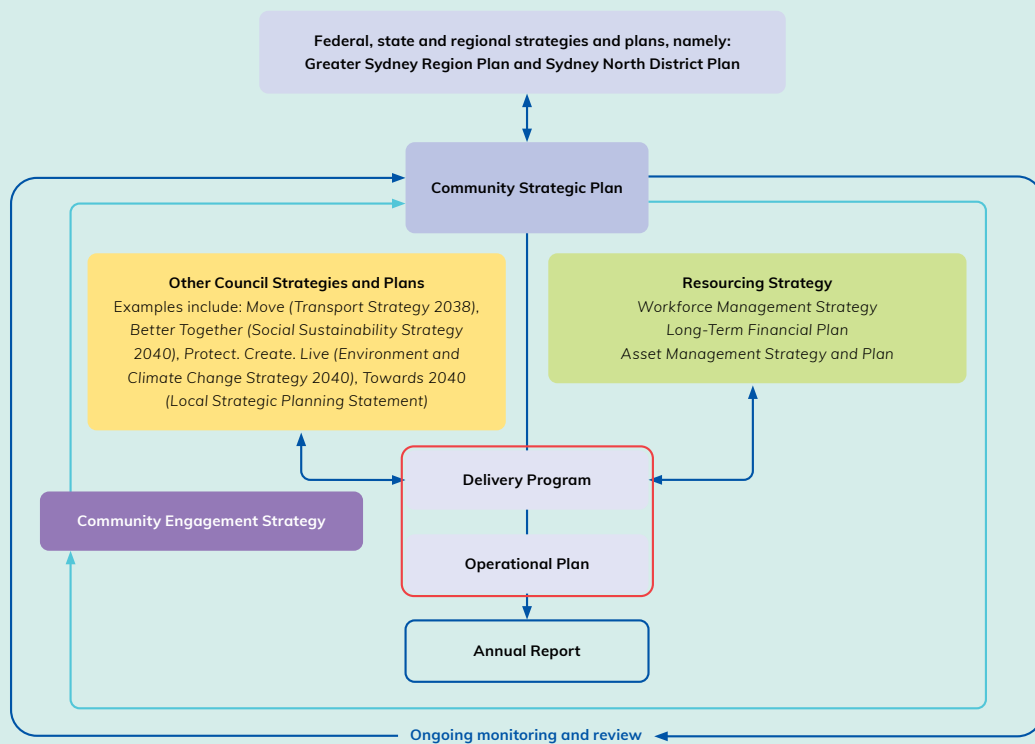 Federal, state and regional strategies and plans, namely:
Greater Sydney Region Plan and Sydney North District Plan
Community Strategic Plan
Other Council Strategies and Plans
Examples include: Move (Transport Strategy 2038),
Better Together (Social Sustainability Strategy
2040), Protect. Create. Live (Environment and
Climate Change Strategy 2040), Towards 2040
(Local Strategic Planning Statement)
Resourcing Strategy
Workforce Management Strategy
Long-Term Financial Plan
Asset Management Strategy and Plan
Delivery Program
Community Engagement Strategy
Operational Plan
Annual Report
Ongoing monitoring and review